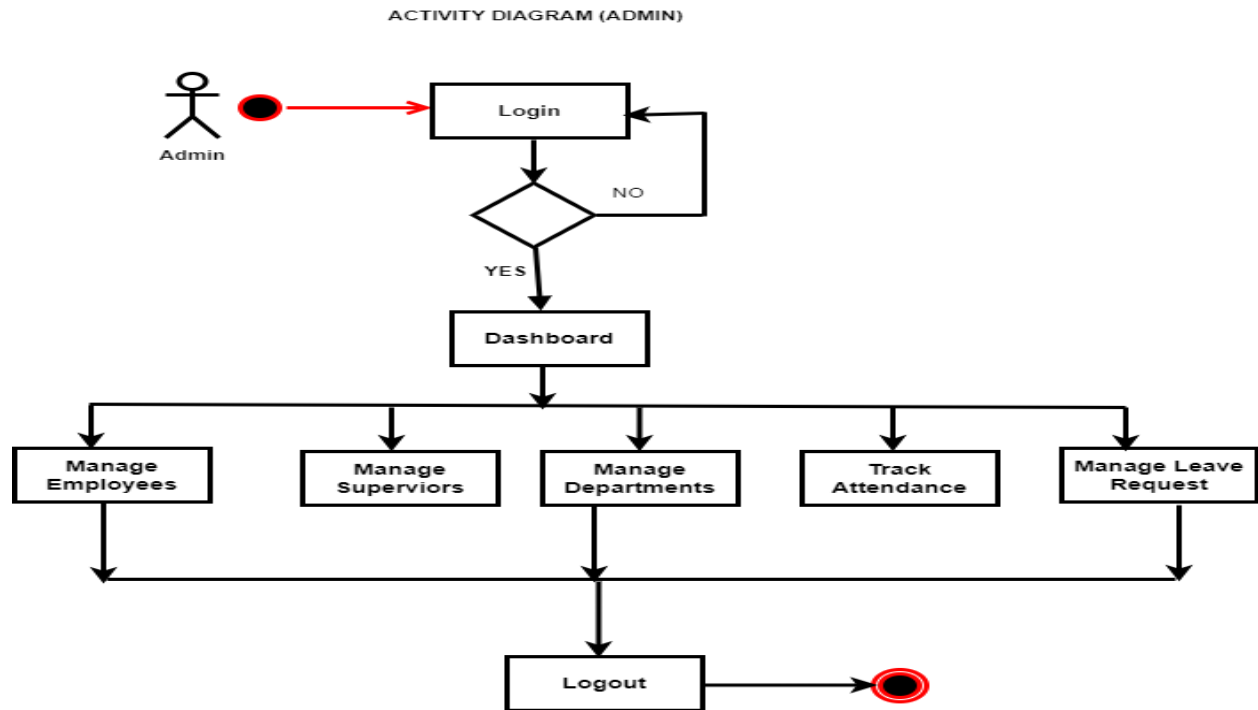 ACTIVITY DIAGRAM (ADMIN)
Login
Admin
NO
YES
Dashboard
Manage
Employees
Manage
Superviors
Manage
Departments
Track
Attendance
Manage Leave
Request
Logout